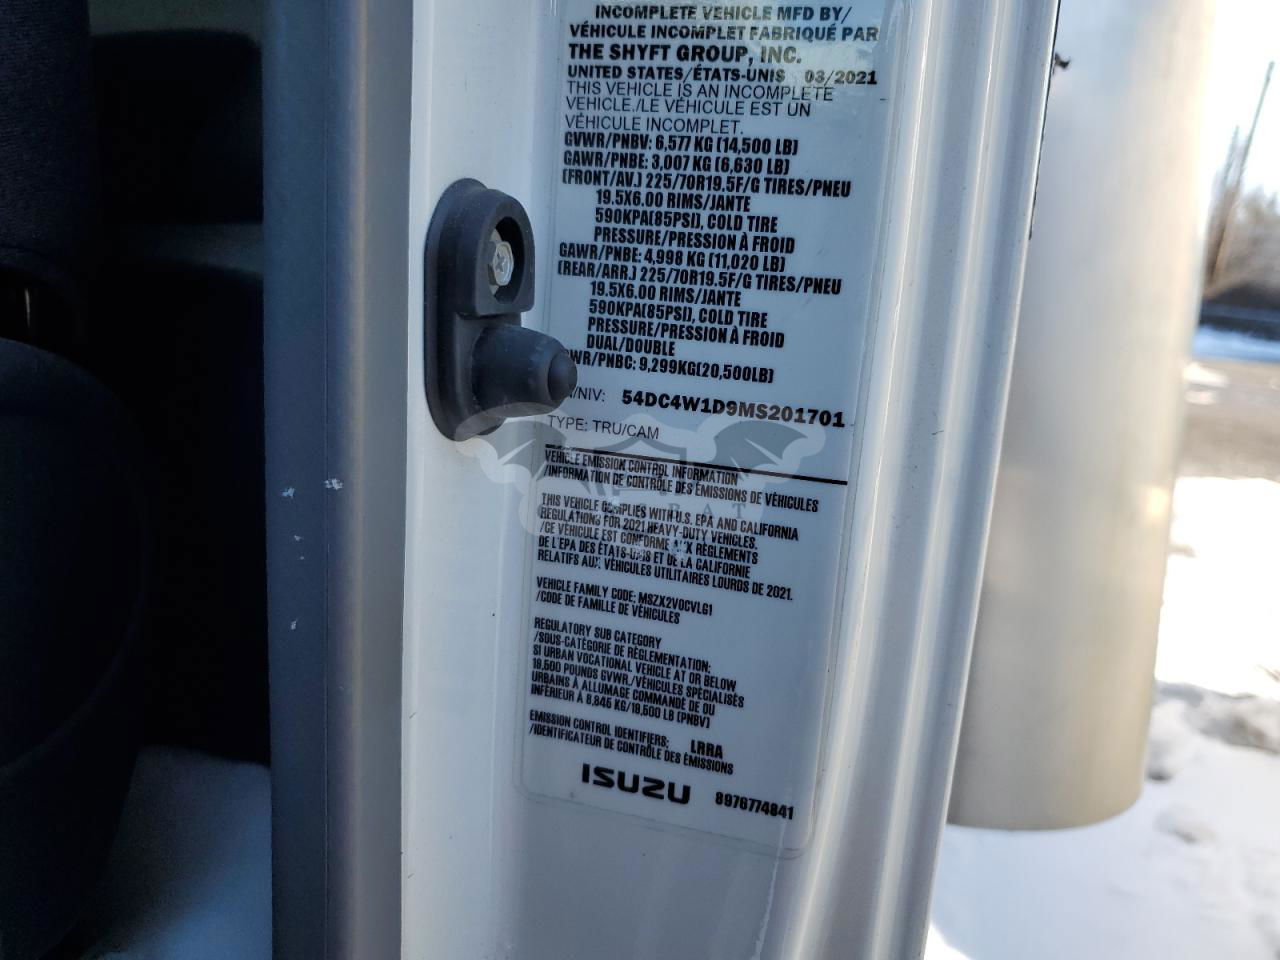 INCOMPLETE VEHICLE MFD BY/
VÉHICULE INCOMPLET FABRIQUÉ PAR
THE SHYFT GROUP, INC.
UNITED STATES/ÉTATS-UNIS 03/2021
THIS VEHICLE IS AN INCOMPLETE
VEHICLE./LE VÉHICULE EST UN
VÉHICULE INCOMPLET.
GVWR/PNBV: 6,577 KG (14,500 LB)
GAWR/PNBE: 3,007 KG (6,630 LB)
(FRONT/AV.) 225/70R19.5F/G TIRES/PNEU
19.5X6.00 RIMS/JANTE
590KPA(85PSI), COLD TIRE
PRESSURE/PRESSION À FROID
GAWR/PNBE: 4,998 KG (11,020 LB)
(REAR/ARR.) 225/70R19.5F/G TIRES/PNEU
19.5X6.00 RIMS/JANTE
590KPA(85PSI), COLD TIRE
PRESSURE/PRESSION À FROID
DUAL/DOUBLE
WR/PNBC: 9,299KG(20,500LB)
/NIV: 54DC4W1D9MS201701
TYPE: TRU/CAM
VEHICLE EMISSION CONTROL INFORMATION
/INFORMATION DE CONTRÔLE DES ÉMISSIONS DE VÉHICULES
THIS VEHICLE COMPLIES WITH U.S. EPA AND CALIFORNIA
REGULATIONS FOR 2021 HEAVY-DUTY VEHICLES.
/CE VÉHICULE EST CONFORME AUX RÈGLEMENTS
DE L'EPA DES ÉTATS-UNIS ET DE LA CALIFORNIE
RELATIFS AUX VÉHICULES UTILITAIRES LOURDS DE 2021.
VEHICLE FAMILY CODE: MSZX2VOCVLG1
/CODE DE FAMILLE DE VÉHICULES
REGULATORY SUB CATEGORY
/SOUS-CATÉGORIE DE RÉGLEMENTATION:
SI URBAN VOCATIONAL VEHICLE AT OR BELOW
19,500 POUNDS GVWR./VÉHICULES SPÉCIALISÉS
URBAINS À ALLUMAGE COMMANDÉ DE OU
INFÉRIEUR À 8,845 KG/19,500 LB (PNBV)
EMISSION CONTROL IDENTIFIERS: LRRA
/IDENTIFICATEUR DE CONTRÔLE DES ÉMISSIONS
ISUZU 8976774841